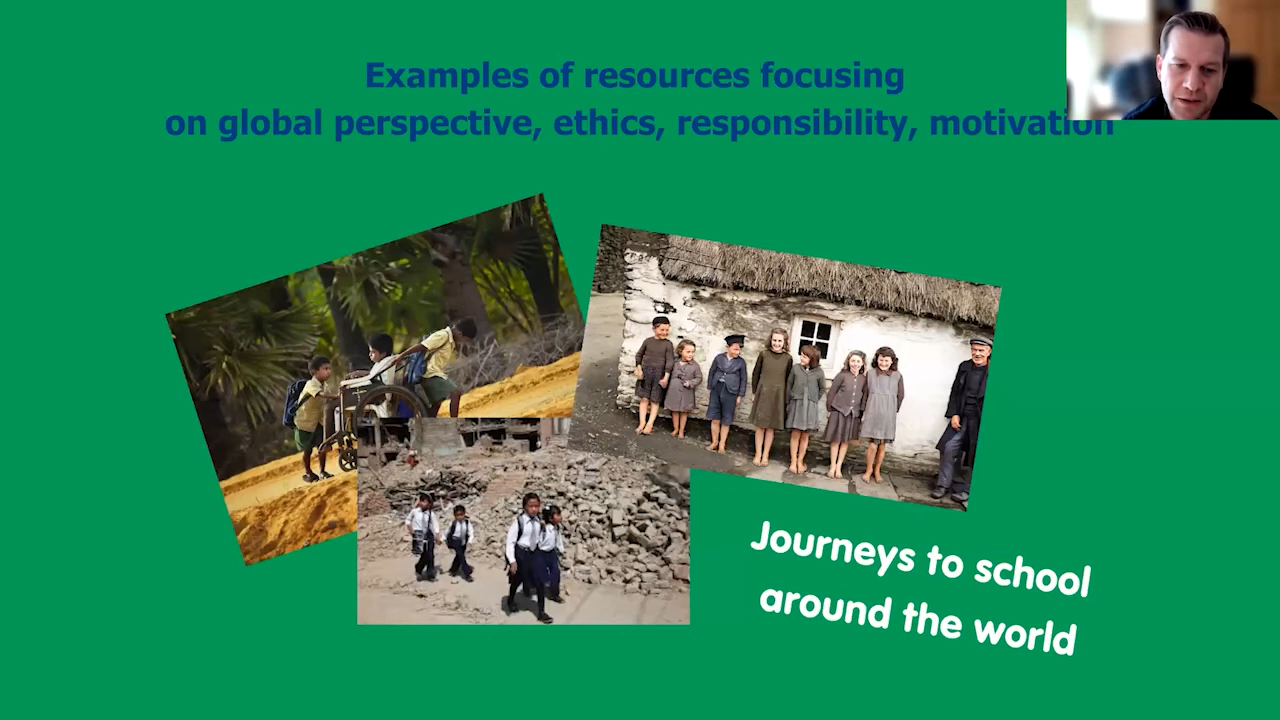 Examples of resources focusing
on global perspective, ethics, responsibility, motivation
Journeys to school
around the world